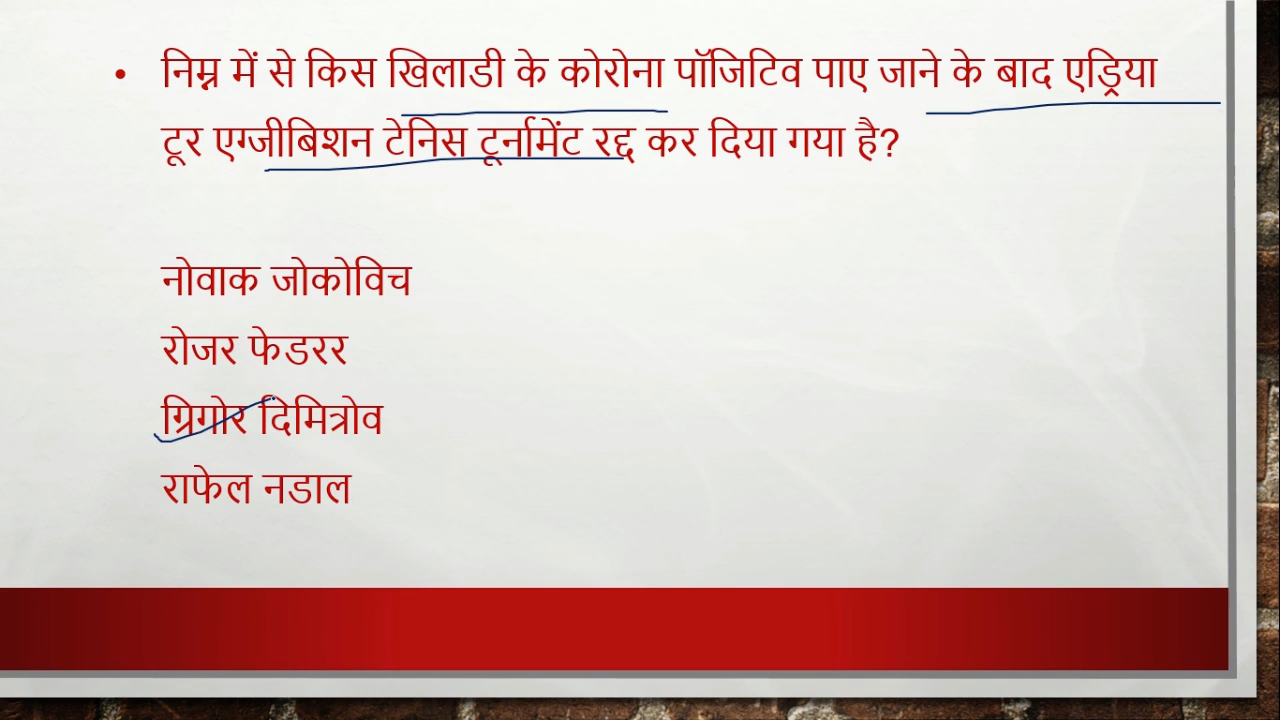 • निम्न में से किस खिलाडी के कोरोना पॉजिटिव पाए जाने के बाद एड्रिया
टूर एग्जीबिशन टेनिस टूर्नामेंट रद्द कर दिया गया है?
नोवाक जोकोविच
रोजर फेडरर
ग्रिगोर दिमित्रोव
राफेल नडाल